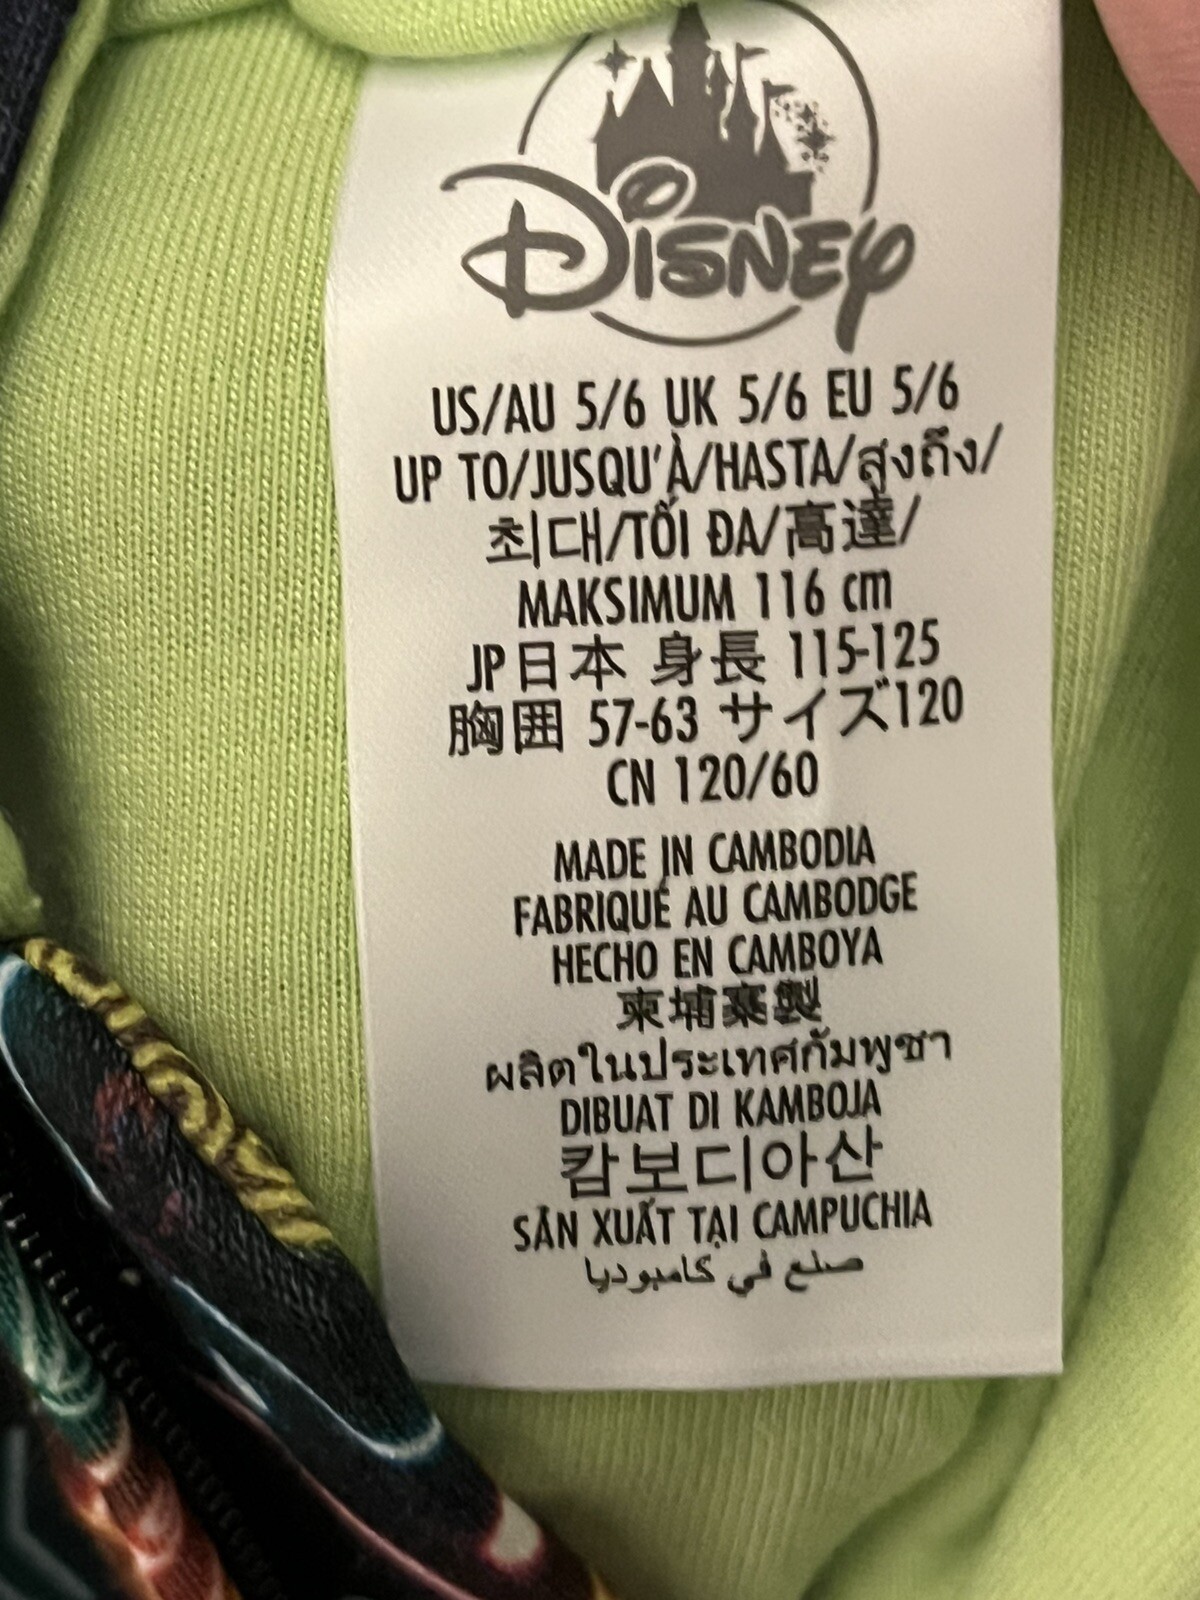 Disney
US/AU 5/6 UK 5/6 EU 5/6
UP TO/JUSQU'À/HASTA/สูงถึง/
최대/TỐI ĐA/高達/
MAKSIMUM 116 cm
JP日本 身長 115-125
胸囲 57-63 サイズ120
CN 120/60
MADE IN CAMBODIA
FABRIQUÉ AU CAMBODGE
HECHO EN CAMBOYA
柬埔寨製
ผลิตในประเทศกัมพูชา
DIBUAT DI KAMBOJA
캄보디아산
SẢN XUẤT TẠI CAMPUCHIA
صنع في كامبوديا